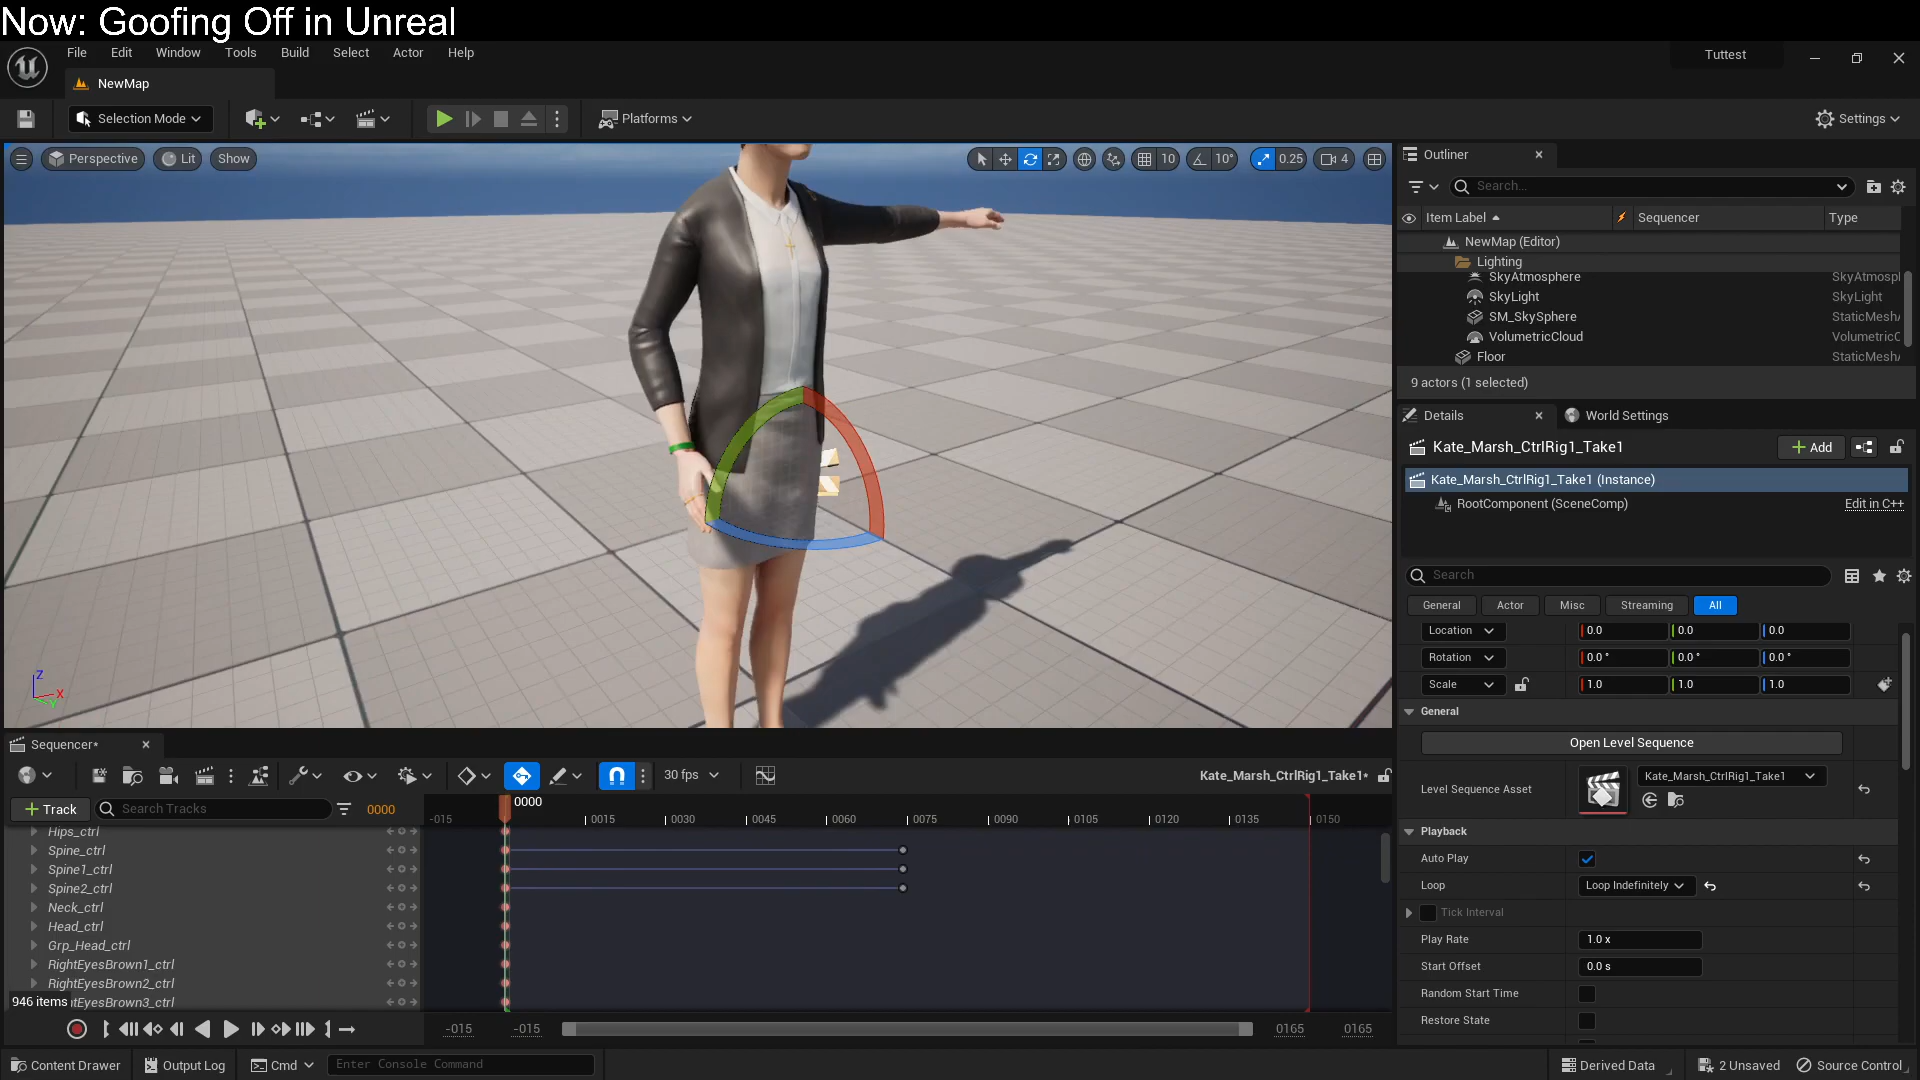 Now: Goofing Off in Unreal
File Edit Window Tools Build Select Actor Help
Tuttest
NewMap
Selection Mode
Platforms
Settings
Perspective
Lit
Show
10
10°
0.25
4
Outliner
Search...
Item Label
Sequencer
Type
NewMap (Editor)
Lighting
SkyAtmosphere SkyAtmospl
SkyLight SkyLight
SM_SkySphere StaticMesh/
VolumetricCloud VolumetricC
Floor StaticMesh/
9 actors (1 selected)
Details
World Settings
Kate_Marsh_CtrlRig1_Take1
Add
Kate_Marsh_CtrlRig1_Take1 (Instance)
RootComponent (SceneComp)
Edit in C++
Search
General Actor Misc Streaming All
Location 0.0 0.0 0.0
Rotation 0.0 ° 0.0 ° 0.0 °
Scale 1.0 1.0 1.0
General
Open Level Sequence
Level Sequence Asset
Kate_Marsh_CtrlRig1_Take1
Playback
Auto Play
Loop Loop Indefinitely
Tick Interval
Play Rate 1.0 x
Start Offset 0.0 s
Random Start Time
Restore State
Z
X
Y
Sequencer*
30 fps
Kate_Marsh_CtrlRig1_Take1*
Track
Search Tracks
0000
0000
-015 0015 0030 0045 0060 0075 0090 0105 0120 0135 0150
Hips_ctrl
Spine_ctrl
Spine1_ctrl
Spine2_ctrl
Neck_ctrl
Head_ctrl
Grp_Head_ctrl
RightEyesBrown1_ctrl
RightEyesBrown2_ctrl
946 items
tEyesBrown3_ctrl
-015 -015 0165 0165
Content Drawer
Output Log
Cmd
Enter Console Command
Derived Data
2 Unsaved
Source Control